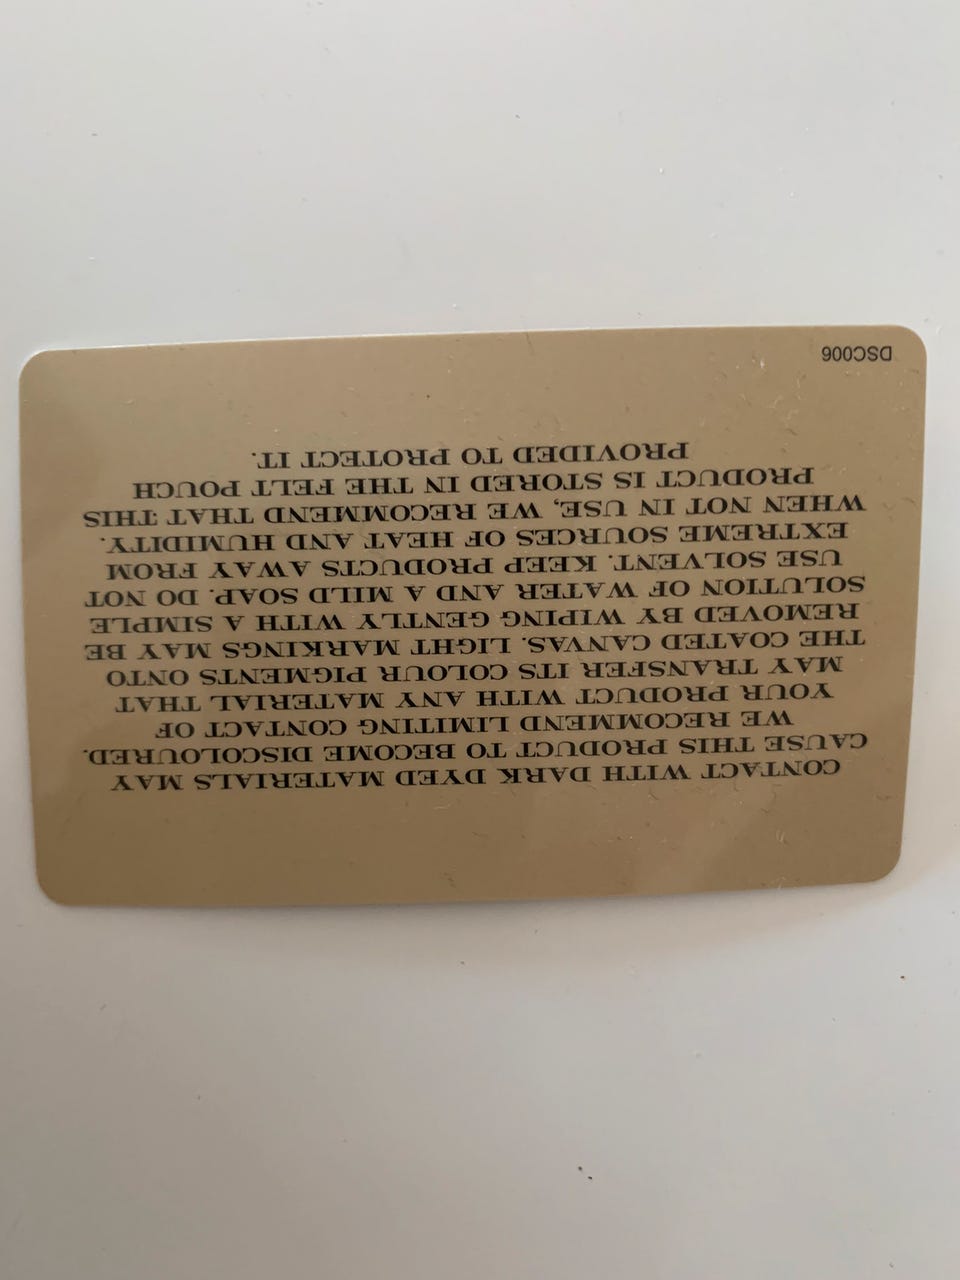 CONTACT WITH DARK DYED MATERIALS MAY
CAUSE THIS PRODUCT TO BECOME DISCOLOURED.
WE RECOMMEND LIMITING CONTACT OF
YOUR PRODUCT WITH ANY MATERIAL THAT
MAY TRANSFER ITS COLOUR PIGMENTS ONTO
THE COATED CANVAS. LIGHT MARKINGS MAY BE
REMOVED BY WIPING GENTLY WITH A SIMPLE
SOLUTION OF WATER AND A MILD SOAP. DO NOT
USE SOLVENT. KEEP PRODUCTS AWAY FROM
EXTREME SOURCES OF HEAT AND HUMIDITY.
WHEN NOT IN USE, WE RECOMMEND THAT THIS
PRODUCT IS STORED IN THE FELT POUCH
PROVIDED TO PROTECT IT.
DSC006